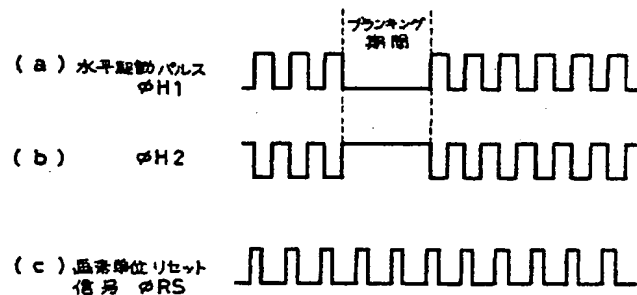 ブランキング
期間
(a) 水平駆動パルス
φH1
(b) φH2
(c) 画素単位リセット
信号 φRS